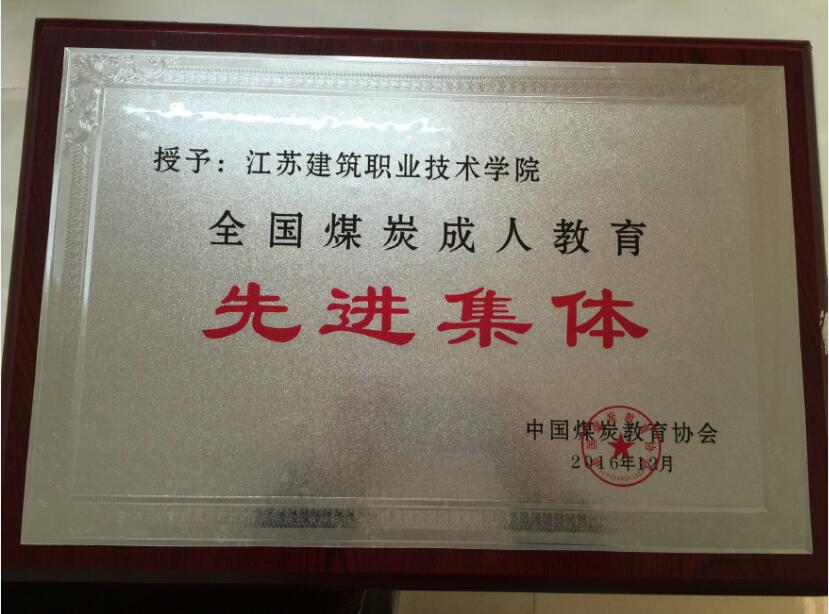 授予：江苏建筑职业技术学院
全国煤炭成人教育
先进集体
中国煤炭教育协会
2016年12月